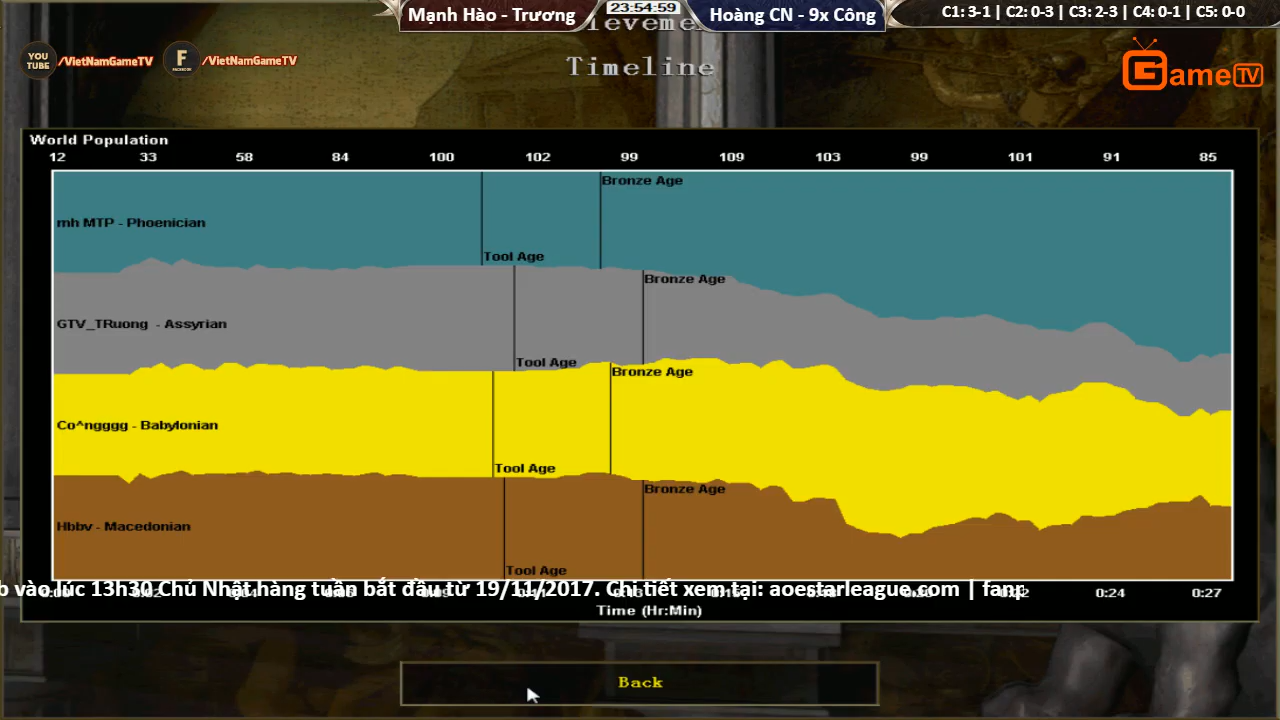 Mạnh Hào - Trương
23:54:59
Hoàng CN - 9x Công
C1: 3-1 | C2: 0-3 | C3: 2-3 | C4: 0-1 | C5: 0-0
YOU TUBE /VietNamGameTV
F FACEBOOK /VietNamGameTV
Timeline
GameTV
World Population
12 33 58 84 100 102 99 109 103 99 101 91 85
Bronze Age
mh MTP - Phoenician
Tool Age
Bronze Age
GTV_TRuong - Assyrian
Tool Age
Bronze Age
Co^ngggg - Babylonian
Tool Age
Bronze Age
Hbbv - Macedonian
Tool Age
vào lúc 13h30 Chủ Nhật hàng tuần bắt đầu từ 19/11/2017. Chi tiết xem tại: aoestarleague.com |
0:24 0:27
Time (Hr:Min)
Back